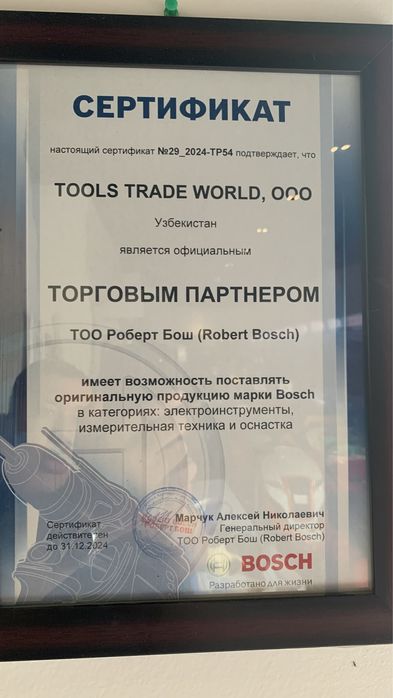 СЕРТИФИКАТ
настоящий сертификат №29_2024-ТР54 подтверждает, что
TOOLS TRADE WORLD, ООО
Узбекистан
является официальным
ТОРГОВЫМ ПАРТНЕРОМ
ТОО Роберт Бош (Robert Bosch)
имеет возможность поставлять
оригинальную продукцию марки Bosch
в категориях: электроинструменты,
измерительная техника и оснастка
Сертификат
действителен
до 31.12.2024
Марчук Алексей Николаевич
Генеральный директор
ТОО Роберт Бош (Robert Bosch)
BOSCH
Разработано для жизни